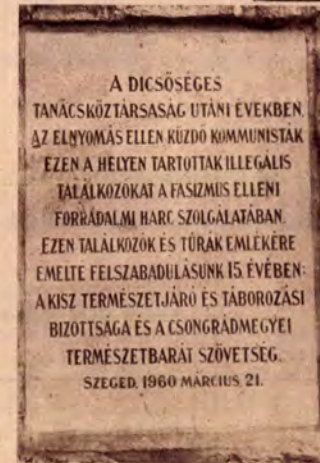 A DICSŐSÉGES
TANÁCSKÖZTÁRSASÁG UTÁNI ÉVEKBEN,
AZ ELNYOMÁS ELLEN KÜZDŐ KOMMUNISTÁK
EZEN A HELYEN TARTOTTAK ILLEGÁLIS
TALÁLKOZÓKAT A FASIZMUS ELLENI
FORRADALMI HARC SZOLGÁLATÁBAN.
EZEN TALÁLKOZÓK ÉS TÚRÁK EMLÉKÉRE
EMELTE FELSZABADULÁSUNK 15. ÉVÉBEN:
A KISZ TERMÉSZETJÁRÓ ÉS TÁBOROZÁSI
BIZOTTSÁGA ÉS A CSONGRÁDMEGYEI
TERMÉSZETBARÁT SZÖVETSÉG.
SZEGED, 1960 MÁRCIUS 21.